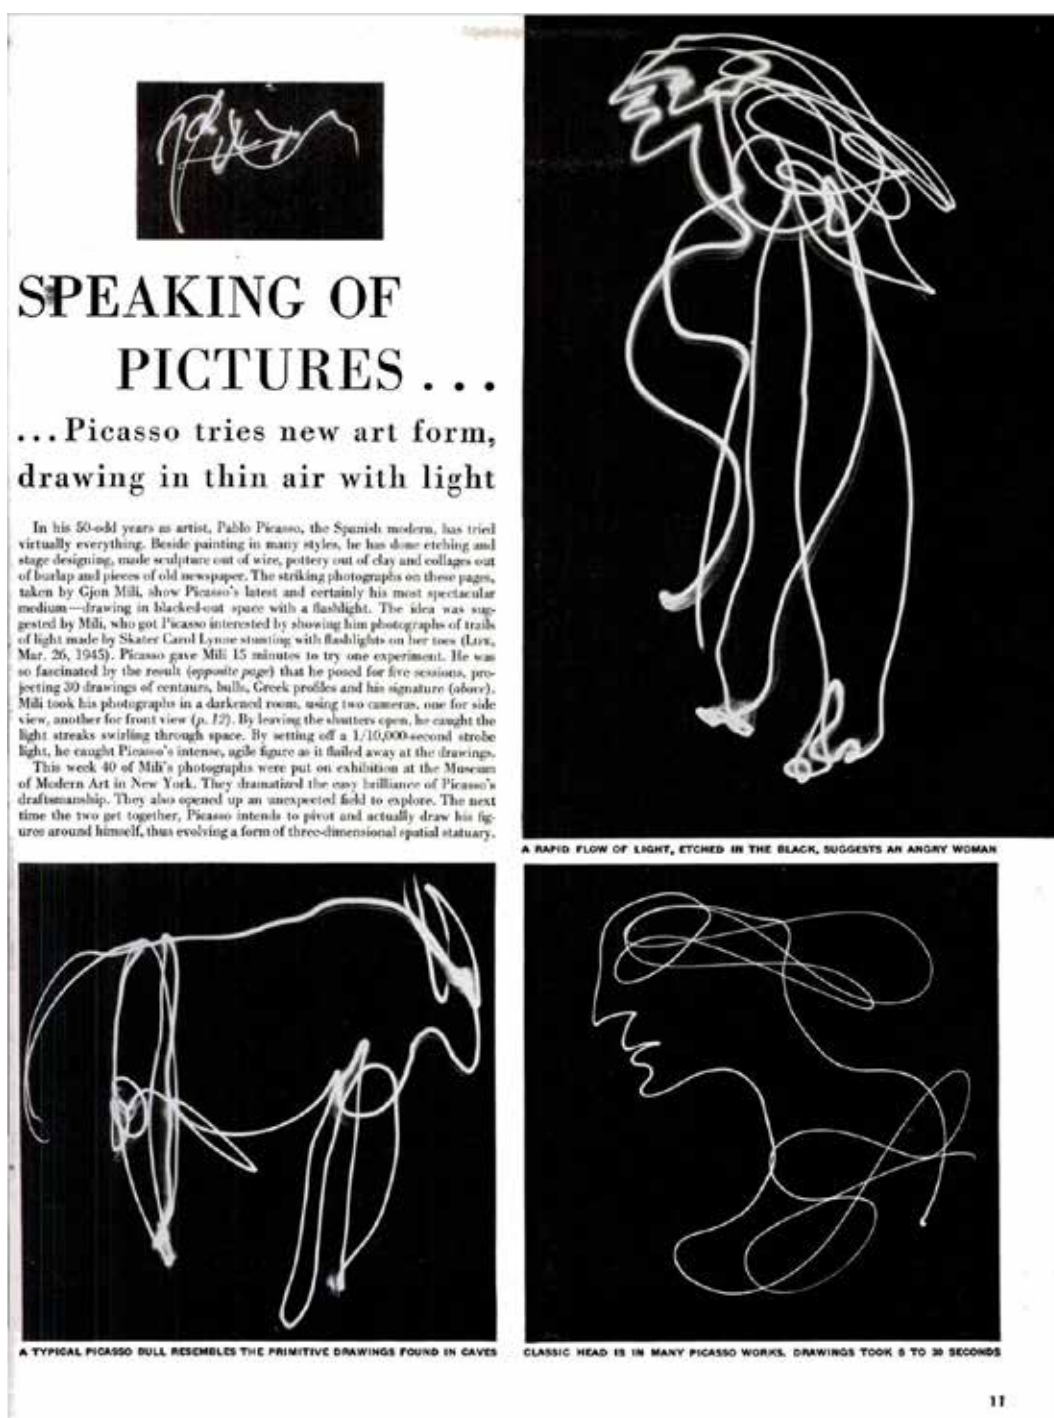 Picasso
SPEAKING OF
PICTURES...
...Picasso tries new art form,
drawing in thin air with light
In his 50-odd years as artist, Pablo Picasso, the Spanish modern, has tried
virtually everything. Beside painting in many styles, he has done etching and
stage designing, made sculpture out of wire, pottery out of clay and collages out
of burlap and pieces of old newspaper. The striking photographs on these pages,
taken by Gjon Mili, show Picasso's latest and certainly his most spectacular
medium—drawing in blacked-out space with a flashlight. The idea was sug-
gested by Mili, who got Picasso interested by showing him photographs of trails
of light made by Skater Carol Lynne stunting with flashlights on her toes (LIFE,
Mar. 26, 1945). Picasso gave Mili 15 minutes to try one experiment. He was
so fascinated by the result (opposite page) that he posed for five sessions, pro-
jecting 30 drawings of centaurs, bulls, Greek profiles and his signature (above).
Mili took his photographs in a darkened room, using two cameras, one for side
view, another for front view (p. 12). By leaving the shutters open, he caught the
light streaks swirling through space. By setting off a 1/10,000-second strobe
light, he caught Picasso's intense, agile figure as it flailed away at the drawings.
This week 40 of Mili's photographs were put on exhibition at the Museum
of Modern Art in New York. They dramatized the easy brilliance of Picasso's
draftsmanship. They also opened up an unexpected field to explore. The next
time the two get together, Picasso intends to pivot and actually draw his fig-
ures around himself, thus evolving a form of three-dimensional spatial statuary.
A RAPID FLOW OF LIGHT, ETCHED IN THE BLACK, SUGGESTS AN ANGRY WOMAN
A TYPICAL PICASSO BULL RESEMBLES THE PRIMITIVE DRAWINGS FOUND IN CAVES
CLASSIC HEAD IS IN MANY PICASSO WORKS. DRAWINGS TOOK 5 TO 30 SECONDS
11